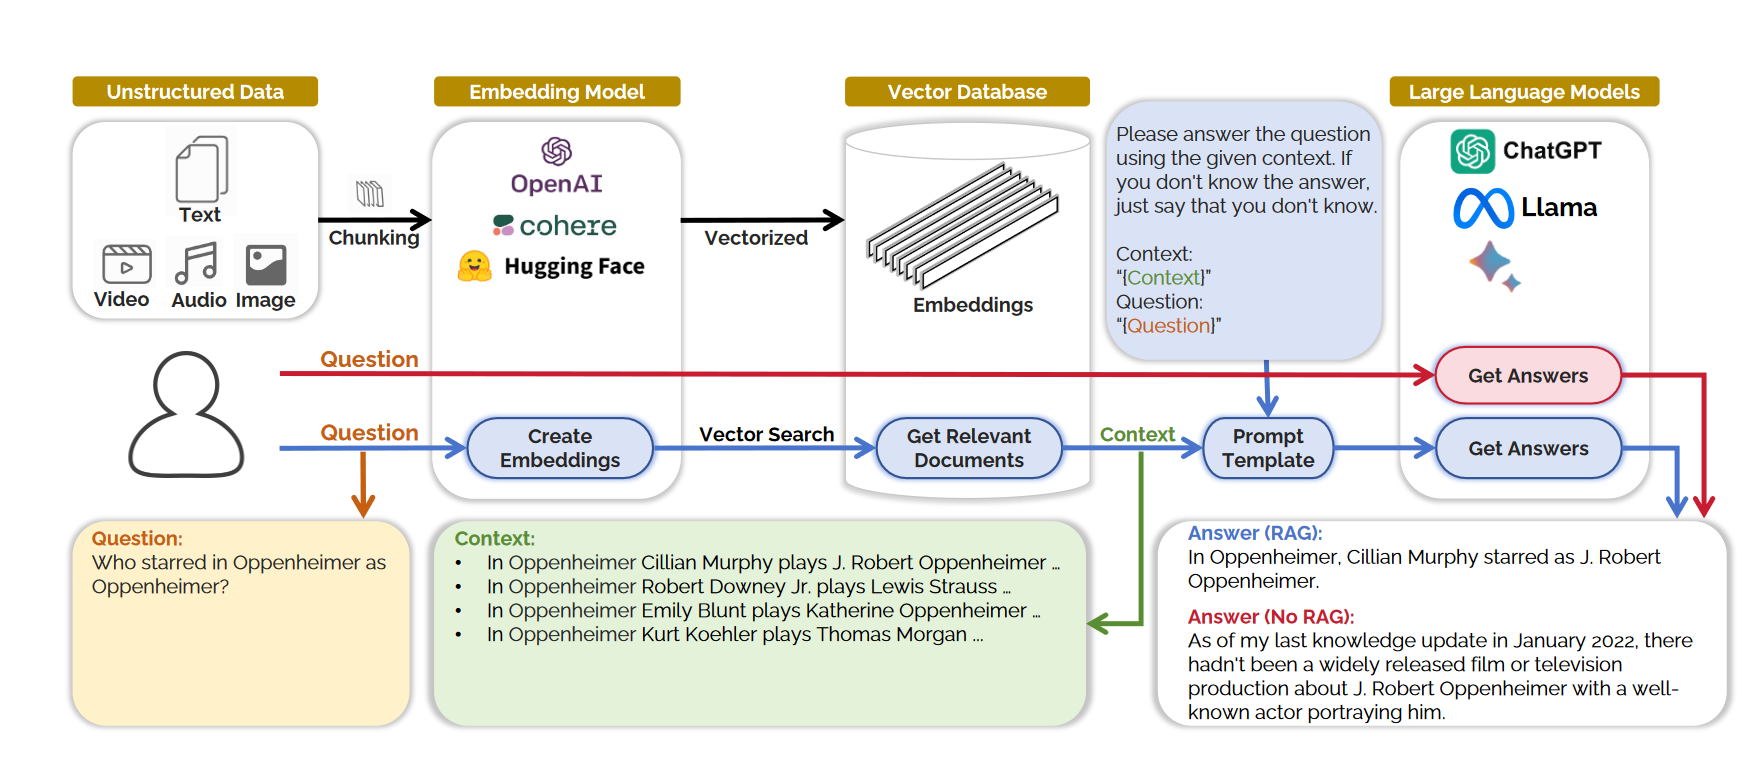 Unstructured Data
Embedding Model
Vector Database
Large Language Models
Text
Video
Audio
Image
Chunking
OpenAI
cohere
Hugging Face
Vectorized
Embeddings
Please answer the question
using the given context. If
you don't know the answer,
just say that you don't know.
Context:
“{Context}”
Question:
“{Question}”
ChatGPT
Llama
Question
Get Answers
Question
Create
Embeddings
Vector Search
Get Relevant
Documents
Context
Prompt
Template
Get Answers
Question:
Who starred in Oppenheimer as
Oppenheimer?
Context:
• In Oppenheimer Cillian Murphy plays J. Robert Oppenheimer …
• In Oppenheimer Robert Downey Jr. plays Lewis Strauss …
• In Oppenheimer Emily Blunt plays Katherine Oppenheimer …
• In Oppenheimer Kurt Koehler plays Thomas Morgan ...
Answer (RAG):
In Oppenheimer, Cillian Murphy starred as J. Robert
Oppenheimer.
Answer (No RAG):
As of my last knowledge update in January 2022, there
hadn't been a widely released film or television
production about J. Robert Oppenheimer with a well-
known actor portraying him.